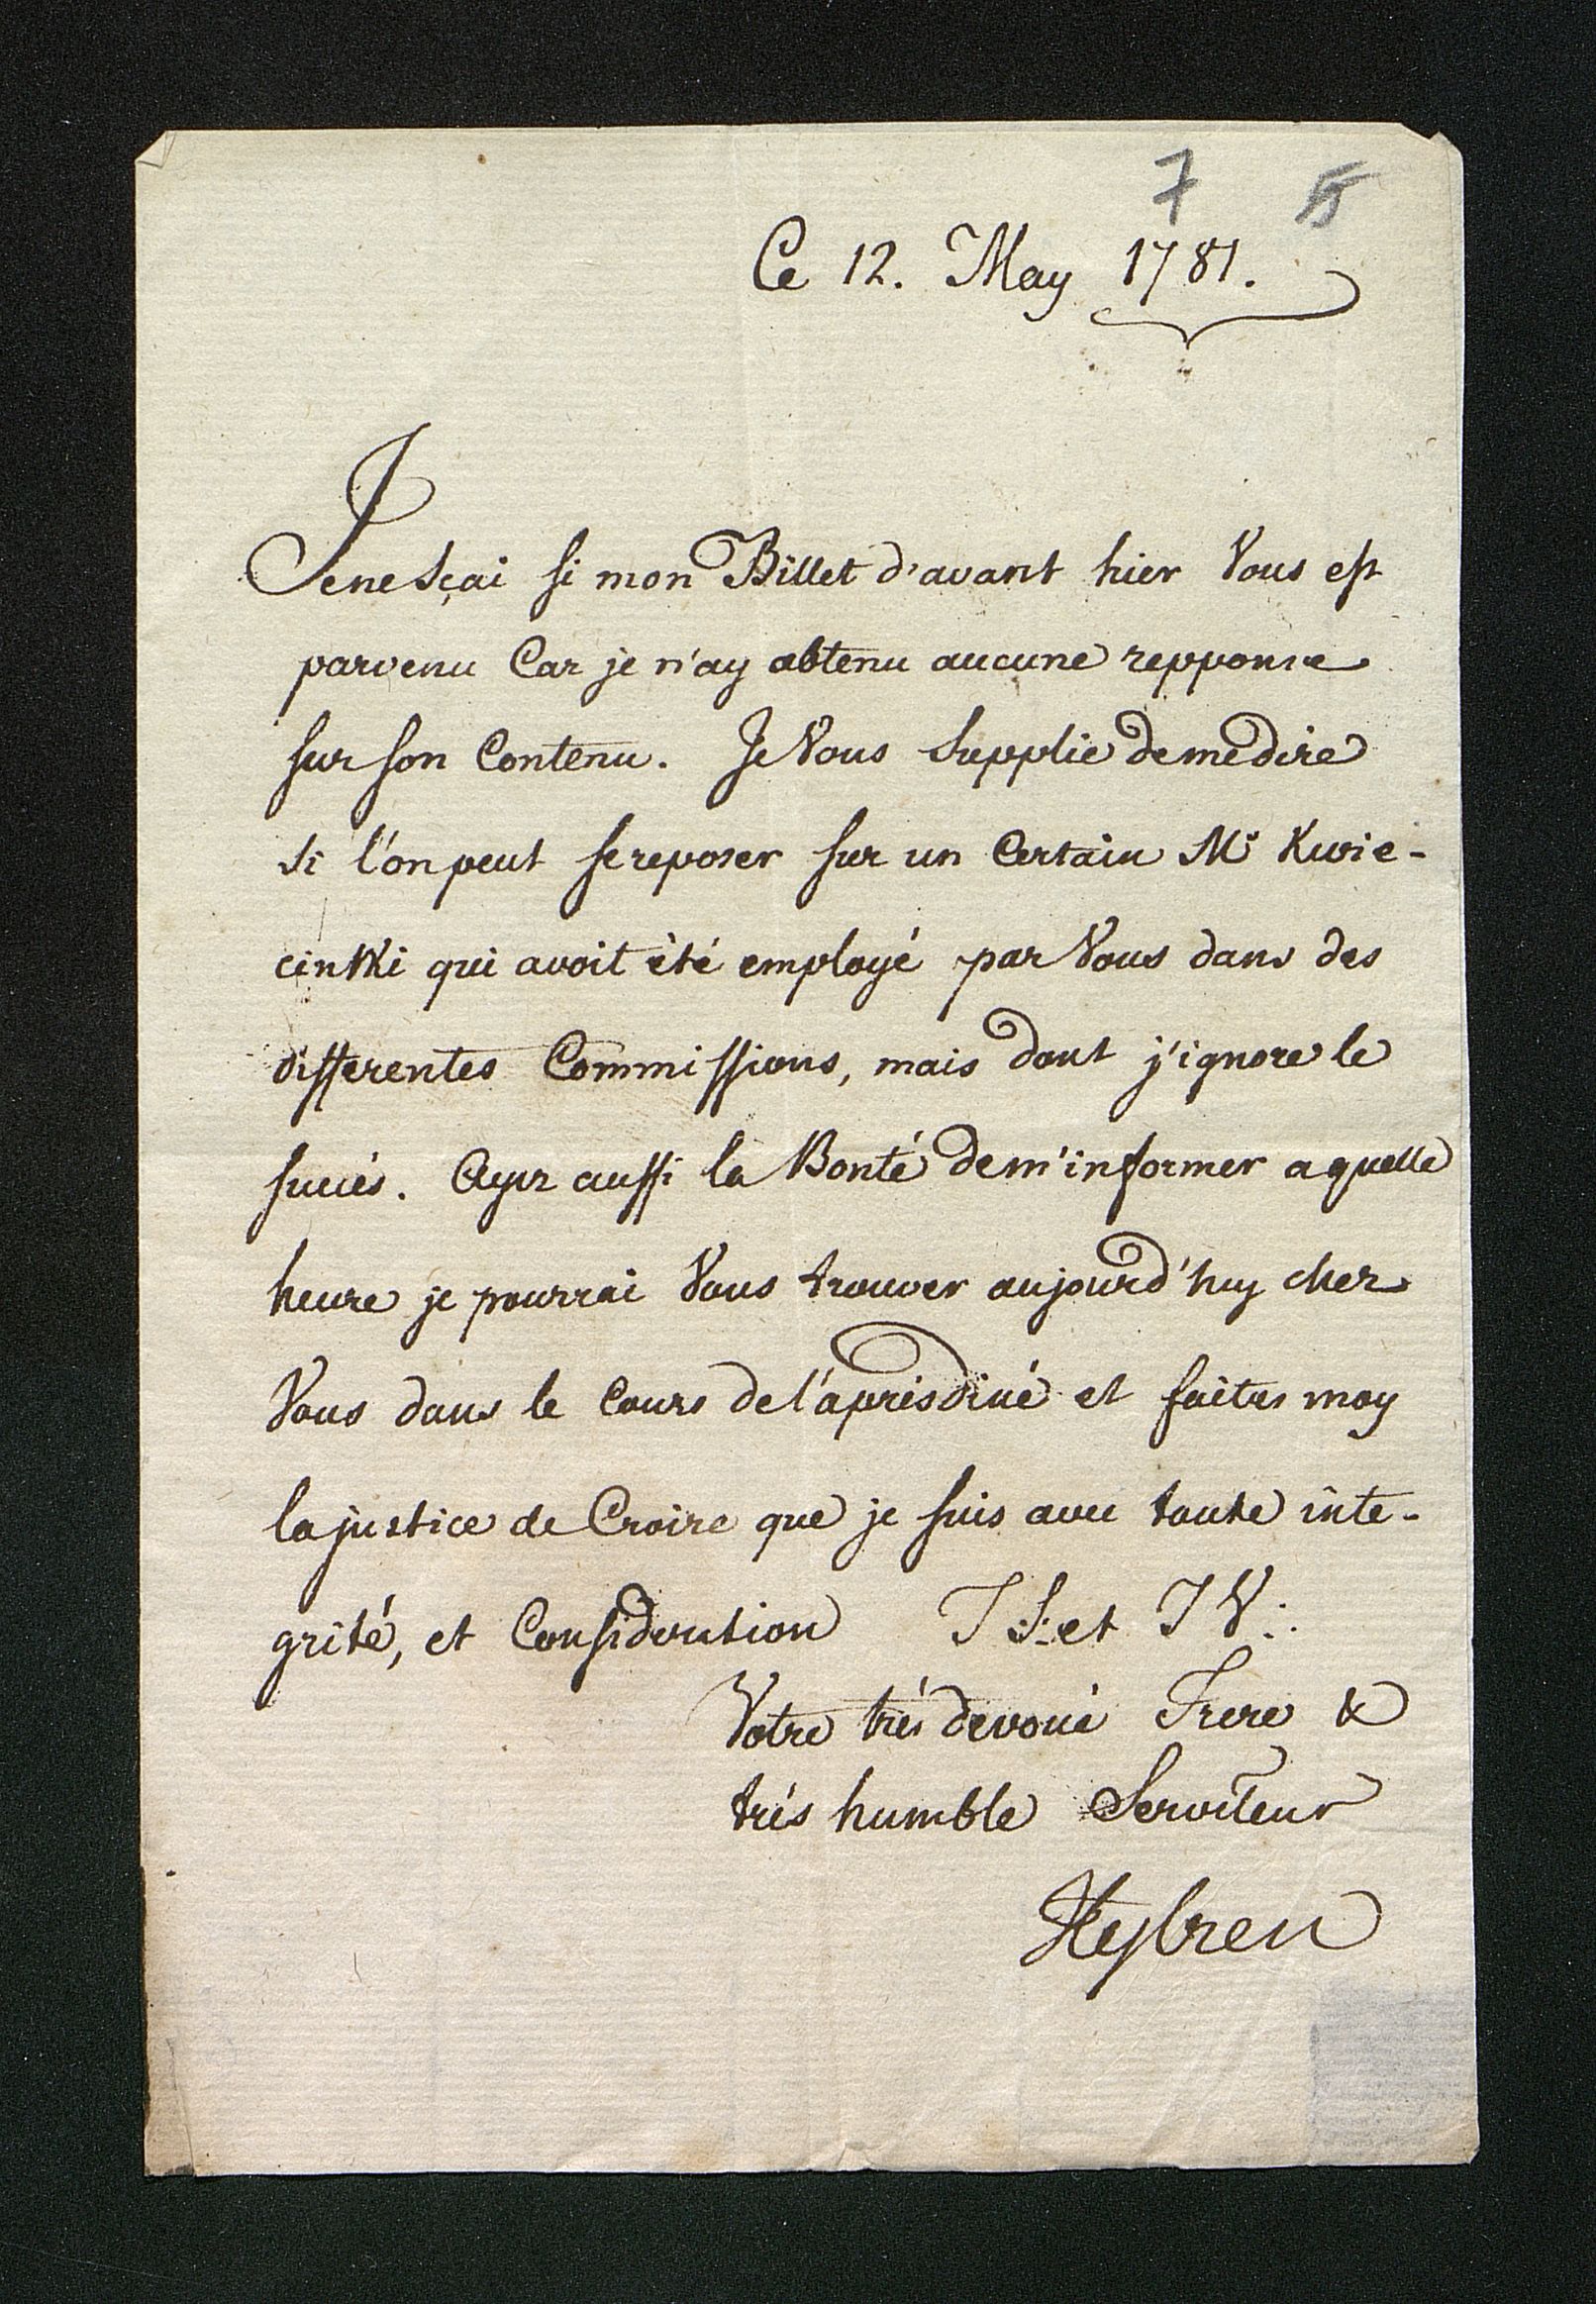 7 5
Ce 12. May 1781.
Je ne sçai si mon Billet d'avant hier Vous est
parvenu Car je n'ay obtenu aucune repponse
sur son Contenu. Je Vous supplie de me dire
si l'on peut se reposer sur un Certain Mr Kwie-
cinski qui avoit été employé par Vous dans des
differentes Commissions, mais dont j'ignore le
succés. Ayez aussi la Bonté de m'informer a quelle
heure je pourrai Vous trouver aujourd'huy chez
Vous dans le Cours de l'aprés diné et faites moy
la justice de Croire que je suis avec toute inte-
grité, et Consideration J S: et J V:.
Votre trés devoué Frere &
trés humble Serviteur